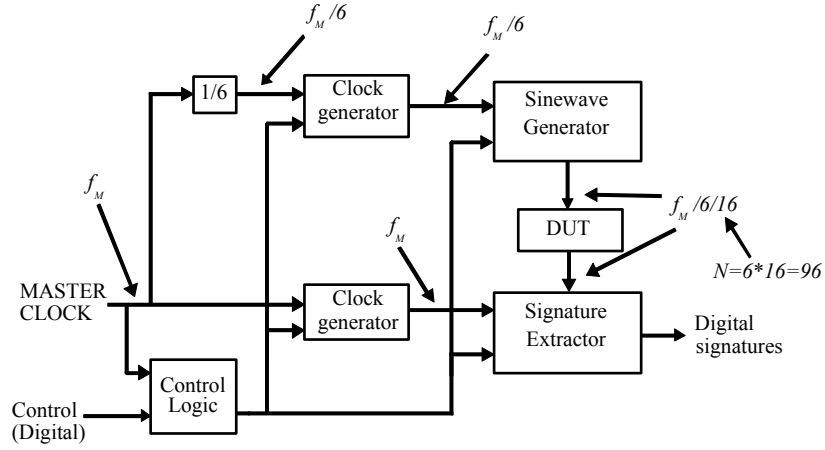 f_M/6
f_M/6
1/6
Clock
generator
Sinewave
Generator
f_M
f_M/6/16
DUT
f_M
N=6*16=96
MASTER
CLOCK
Clock
generator
Signature
Extractor
Digital
signatures
Control
Logic
Control
(Digital)